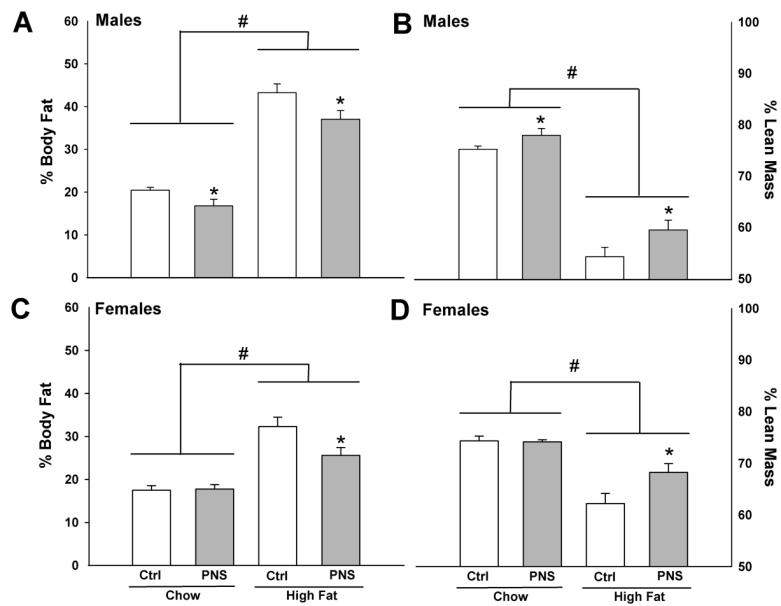 A
Males
60
50
40
30
20
10
0
% Body Fat
#
*
*
B
Males
100
90
80
70
60
50
% Lean Mass
#
*
*
C
Females
60
50
40
30
20
10
0
% Body Fat
#
*
Ctrl PNS Ctrl PNS
Chow High Fat
D
Females
100
90
80
70
60
50
% Lean Mass
#
*
Ctrl PNS Ctrl PNS
Chow High Fat